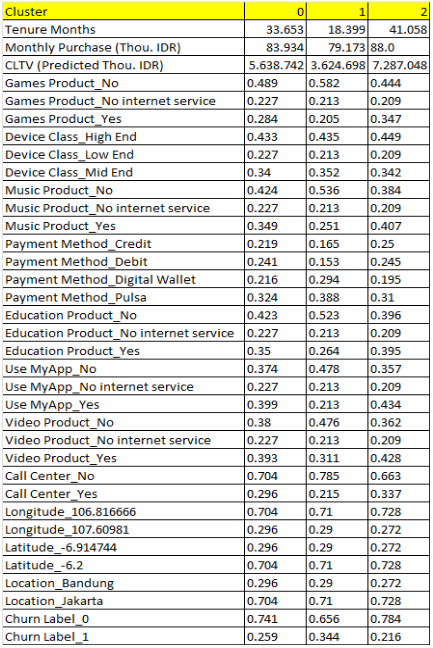 Cluster 0 1 2
Tenure Months 33.653 18.399 41.058
Monthly Purchase (Thou. IDR) 83.934 79.173 88.0
CLTV (Predicted Thou. IDR) 5.638.742 3.624.698 7.287.048
Games Product_No 0.489 0.582 0.444
Games Product_No internet service 0.227 0.213 0.209
Games Product_Yes 0.284 0.205 0.347
Device Class_High End 0.433 0.435 0.449
Device Class_Low End 0.227 0.213 0.209
Device Class_Mid End 0.34 0.352 0.342
Music Product_No 0.424 0.536 0.384
Music Product_No internet service 0.227 0.213 0.209
Music Product_Yes 0.349 0.251 0.407
Payment Method_Credit 0.219 0.165 0.25
Payment Method_Debit 0.241 0.153 0.245
Payment Method_Digital Wallet 0.216 0.294 0.195
Payment Method_Pulsa 0.324 0.388 0.31
Education Product_No 0.423 0.523 0.396
Education Product_No internet service 0.227 0.213 0.209
Education Product_Yes 0.35 0.264 0.395
Use MyApp_No 0.374 0.478 0.357
Use MyApp_No internet service 0.227 0.213 0.209
Use MyApp_Yes 0.399 0.213 0.434
Video Product_No 0.38 0.476 0.362
Video Product_No internet service 0.227 0.213 0.209
Video Product_Yes 0.393 0.311 0.428
Call Center_No 0.704 0.785 0.663
Call Center_Yes 0.296 0.215 0.337
Longitude_106.816666 0.704 0.71 0.728
Longitude_107.60981 0.296 0.29 0.272
Latitude_-6.914744 0.296 0.29 0.272
Latitude_-6.2 0.704 0.71 0.728
Location_Bandung 0.296 0.29 0.272
Location_Jakarta 0.704 0.71 0.728
Churn Label_0 0.741 0.656 0.784
Churn Label_1 0.259 0.344 0.216